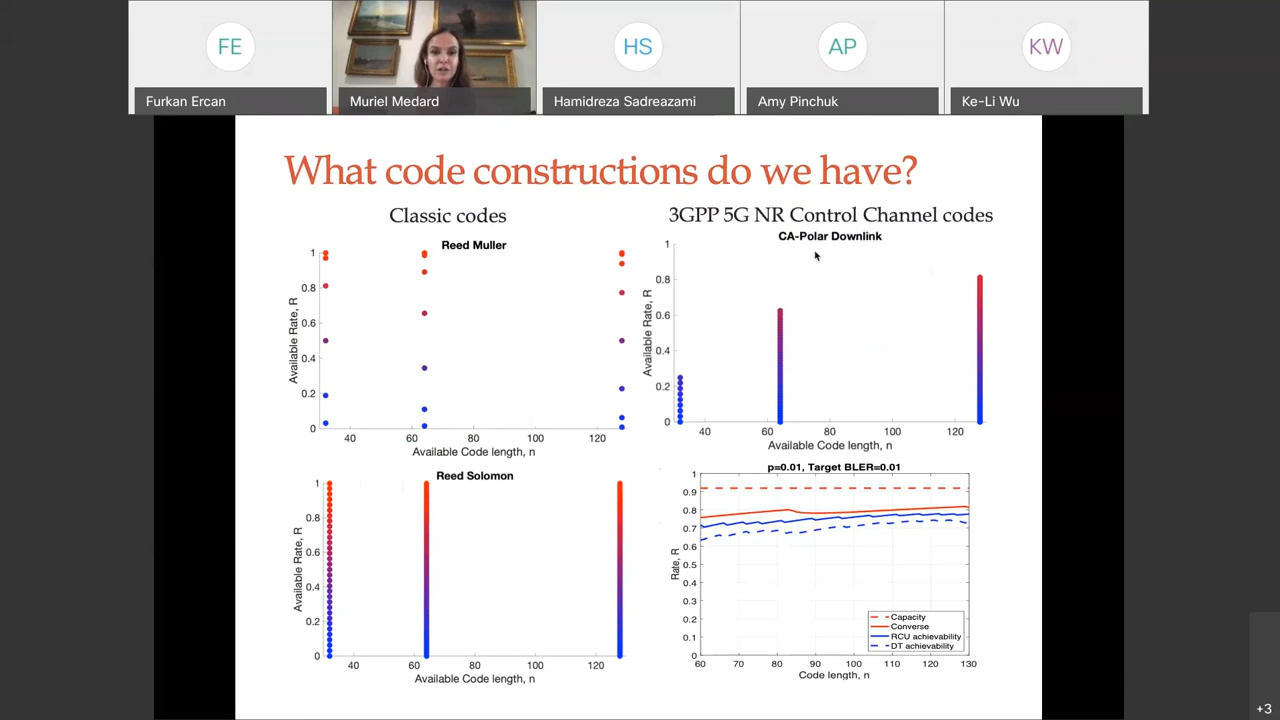 FE
HS
AP
KW
Furkan Ercan
Muriel Medard
Hamidreza Sadreazami
Amy Pinchuk
Ke-Li Wu
What code constructions do we have?
Classic codes
3GPP 5G NR Control Channel codes
Reed Muller
1
0.8
0.6
0.4
0.2
0
Available Rate, R
40
60
80
100
120
Available Code length, n
CA-Polar Downlink
1
0.8
0.6
0.4
0.2
0
Available Rate, R
40
60
80
100
120
Available Code length, n
Reed Solomon
1
0.8
0.6
0.4
0.2
0
Available Rate, R
40
60
80
100
120
Available Code length, n
p=0.01, Target BLER=0.01
1
0.9
0.8
0.7
0.6
0.5
0.4
0.3
0.2
0.1
0
Rate, R
Capacity
Converse
RCU achievability
DT achievability
60
70
80
90
100
110
120
130
Code length, n
+3